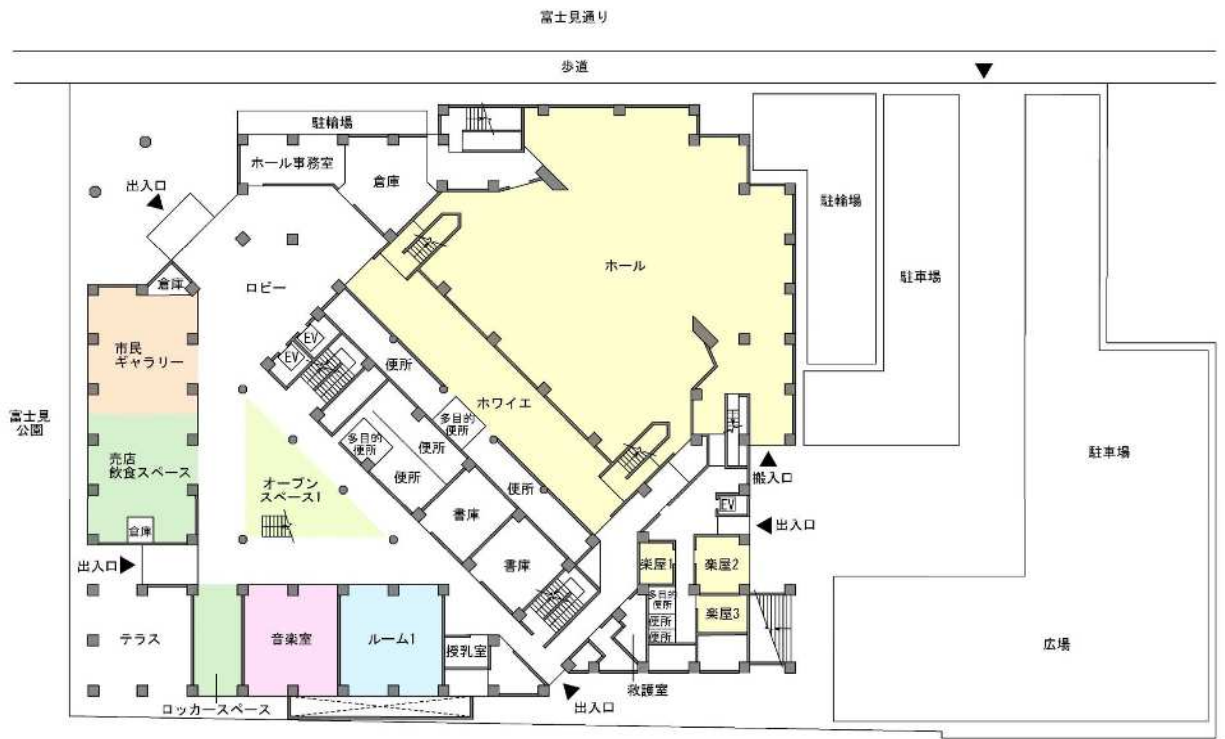 富士見通り
歩道
駐輪場
ホール事務室
倉庫
出入口
駐輪場
ホール
駐車場
倉庫
ロビー
市民
ギャラリー
EV
EV
便所
ホワイエ
富士見
公園
多目的
便所
多目的
便所
便所
便所
駐車場
売店
飲食スペース
オープン
スペース1
便所
搬入口
書庫
倉庫
EV
出入口
出入口
書庫
楽屋1
楽屋2
多目的
便所
便所
便所
楽屋3
テラス
音楽室
ルーム1
授乳室
広場
救護室
ロッカースペース
出入口